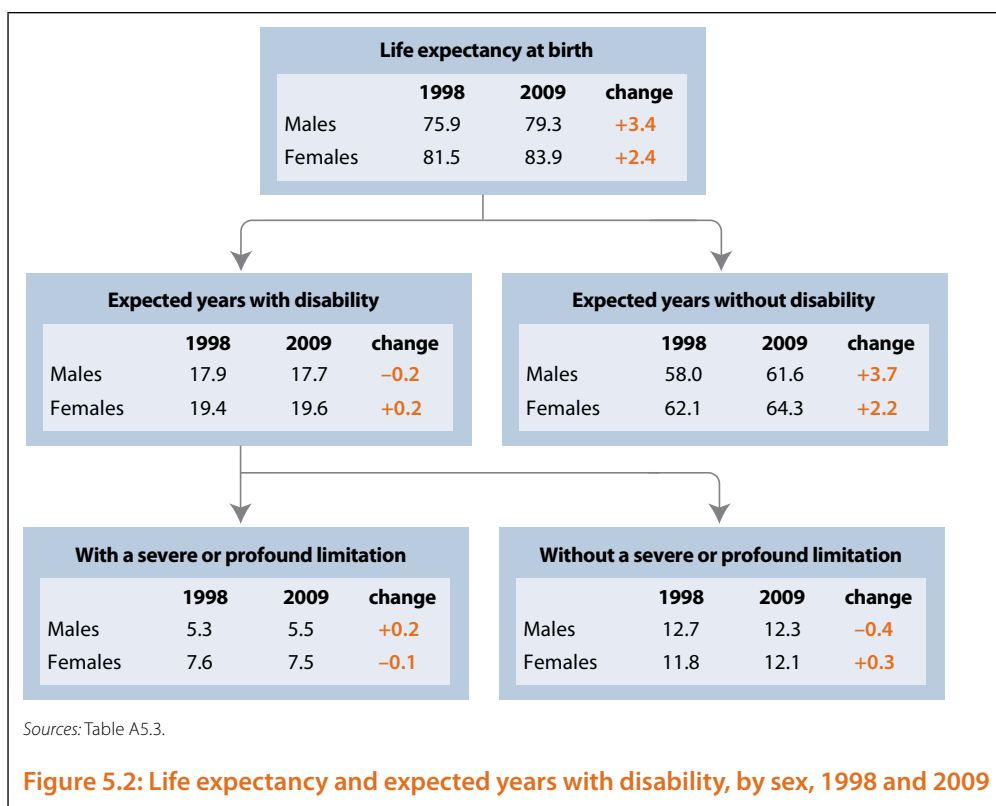 Life expectancy at birth
1998 2009 change
Males 75.9 79.3 +3.4
Females 81.5 83.9 +2.4
Expected years with disability
1998 2009 change
Males 17.9 17.7 –0.2
Females 19.4 19.6 +0.2
Expected years without disability
1998 2009 change
Males 58.0 61.6 +3.7
Females 62.1 64.3 +2.2
With a severe or profound limitation
1998 2009 change
Males 5.3 5.5 +0.2
Females 7.6 7.5 –0.1
Without a severe or profound limitation
1998 2009 change
Males 12.7 12.3 –0.4
Females 11.8 12.1 +0.3
Sources: Table A5.3.
Figure 5.2: Life expectancy and expected years with disability, by sex, 1998 and 2009